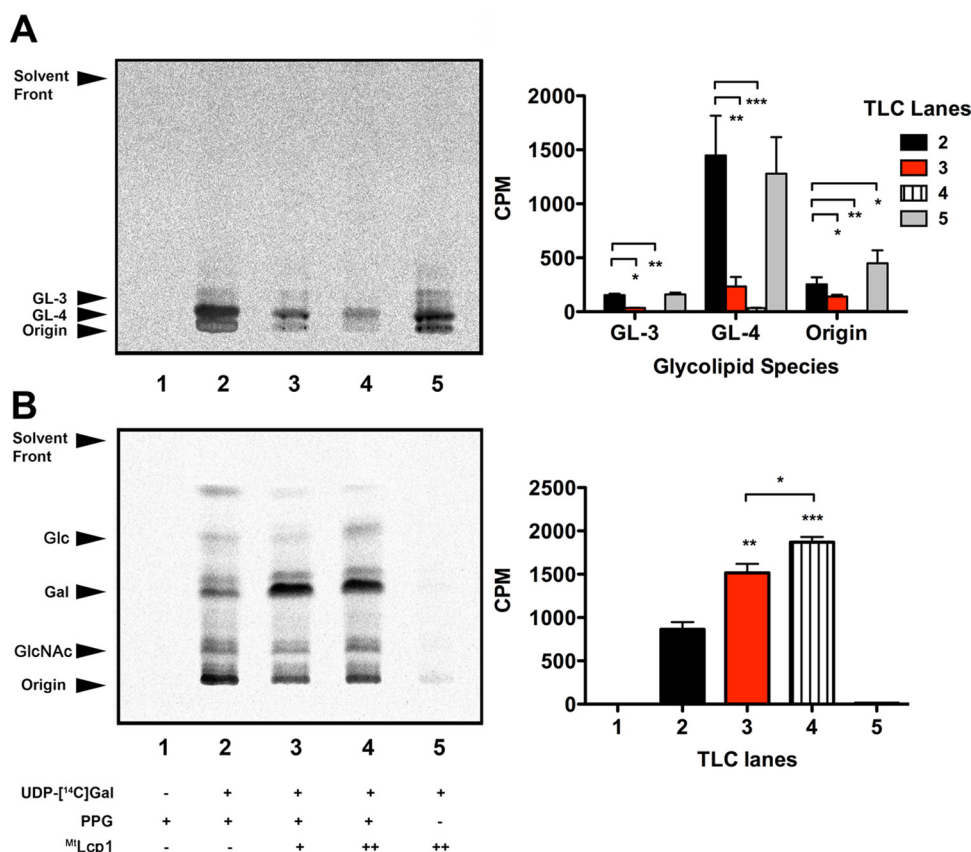 A
Solvent
Front
GL-3
GL-4
Origin
1 2 3 4 5
2000
1500
1000
500
0
CPM
***
**
** *
* **
* *
GL-3 GL-4 Origin
Glycolipid Species
TLC Lanes
2
3
4
5
B
Solvent
Front
Glc
Gal
GlcNAc
Origin
1 2 3 4 5
UDP-[¹⁴C]Gal - + + + +
PPG + + + + -
ᴹᵗLcp1 - - + ++ ++
2500
2000
1500
1000
500
0
CPM
*
** ***
1 2 3 4 5
TLC lanes